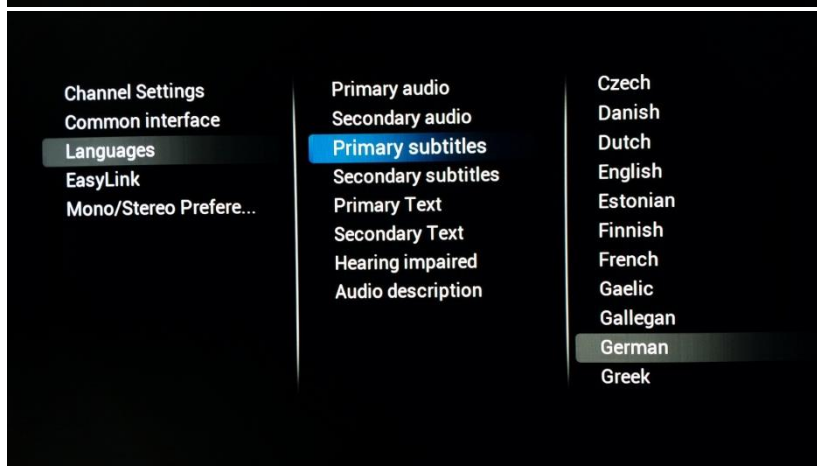 Channel Settings
Common interface
Languages
EasyLink
Mono/Stereo Prefere...
Primary audio
Secondary audio
Primary subtitles
Secondary subtitles
Primary Text
Secondary Text
Hearing impaired
Audio description
Czech
Danish
Dutch
English
Estonian
Finnish
French
Gaelic
Gallegan
German
Greek